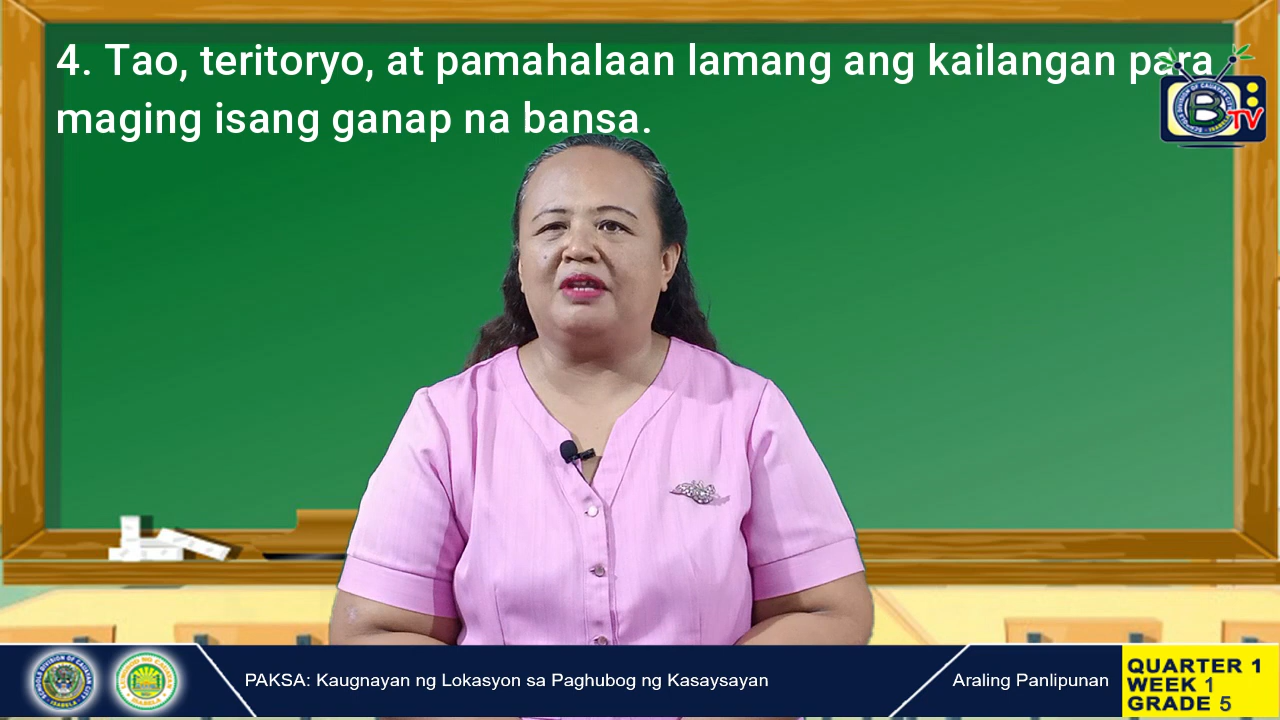 4. Tao, teritoryo, at pamahalaan lamang ang kailangan para
maging isang ganap na bansa.
B
TV
PAKSA: Kaugnayan ng Lokasyon sa Paghubog ng Kasaysayan
Araling Panlipunan
QUARTER 1
WEEK 1
GRADE 5